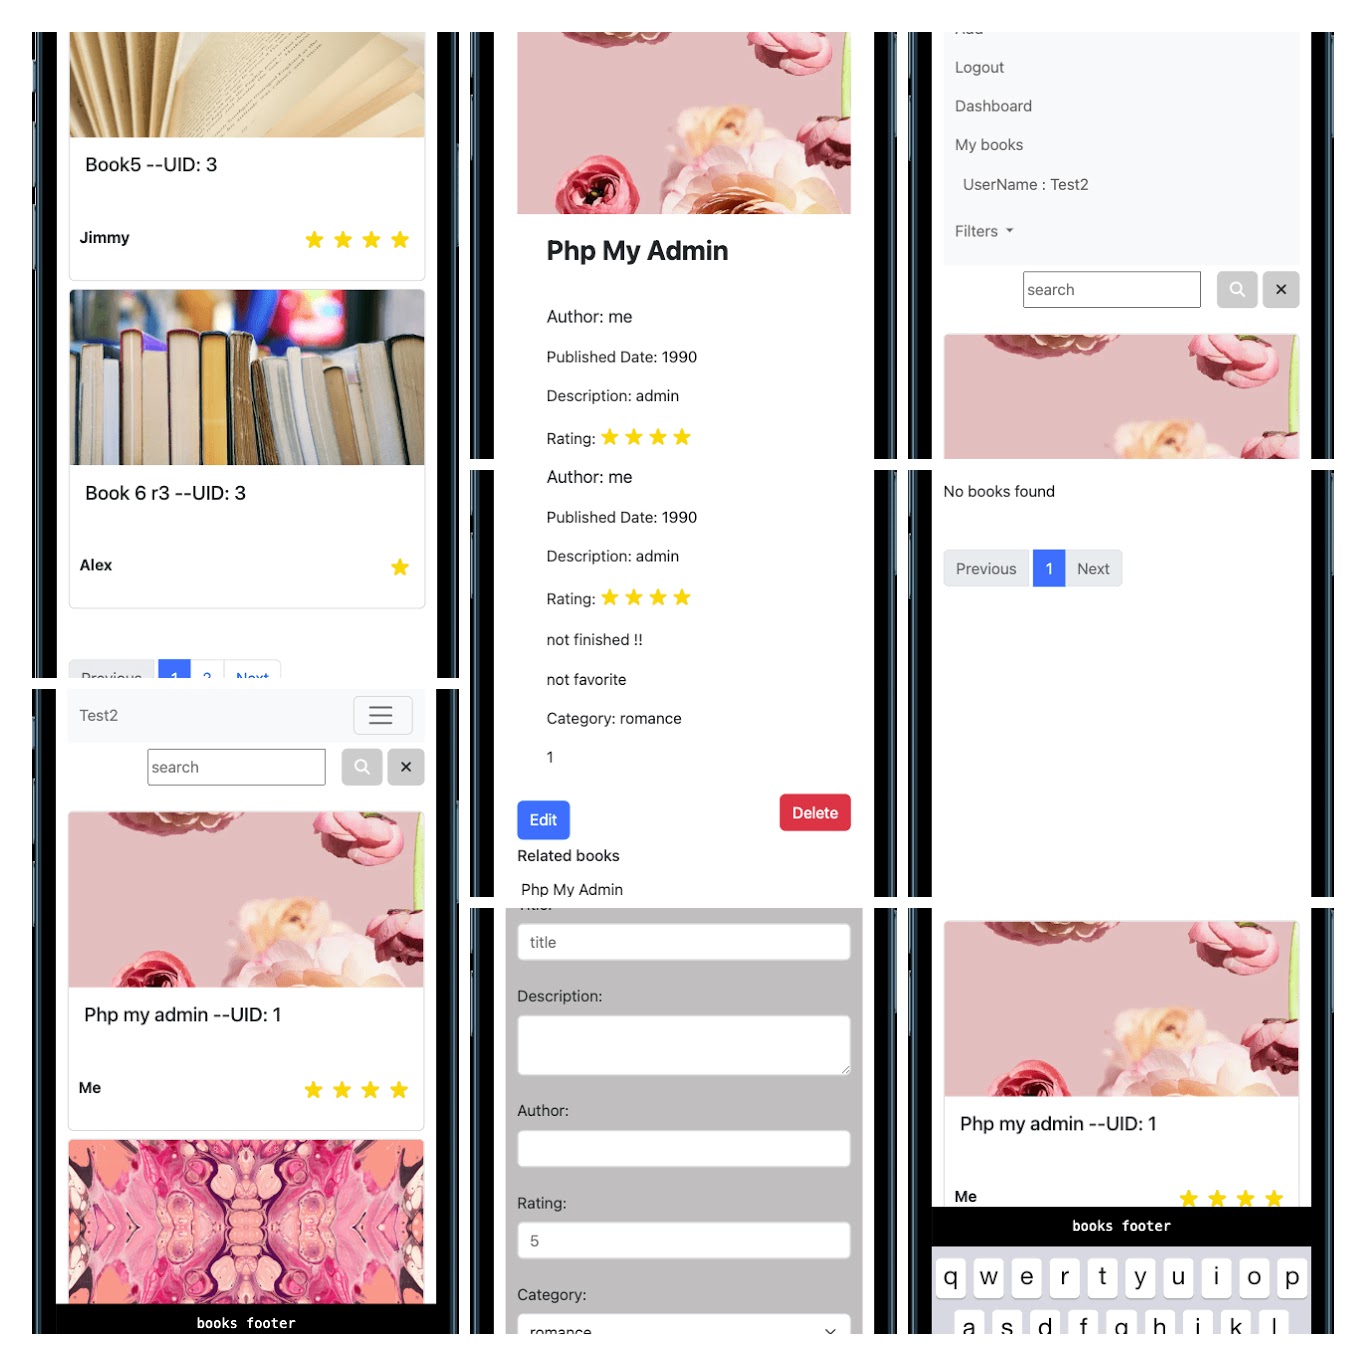 Book5 --UID: 3
Jimmy
Book 6 r3 --UID: 3
Alex
Previous 1 2 Next
Test2
search
Php my admin --UID: 1
Me
books footer
Php My Admin
Author: me
Published Date: 1990
Description: admin
Rating:
Author: me
Published Date: 1990
Description: admin
Rating:
not finished !!
not favorite
Category: romance
1
Edit
Delete
Related books
Php My Admin
Title:
title
Description:
Author:
Rating:
5
Category:
romance
Add
Logout
Dashboard
My books
UserName : Test2
Filters
search
No books found
Previous 1 Next
Php my admin --UID: 1
Me
books footer
q w e r t y u i o p
a s d f g h j k l